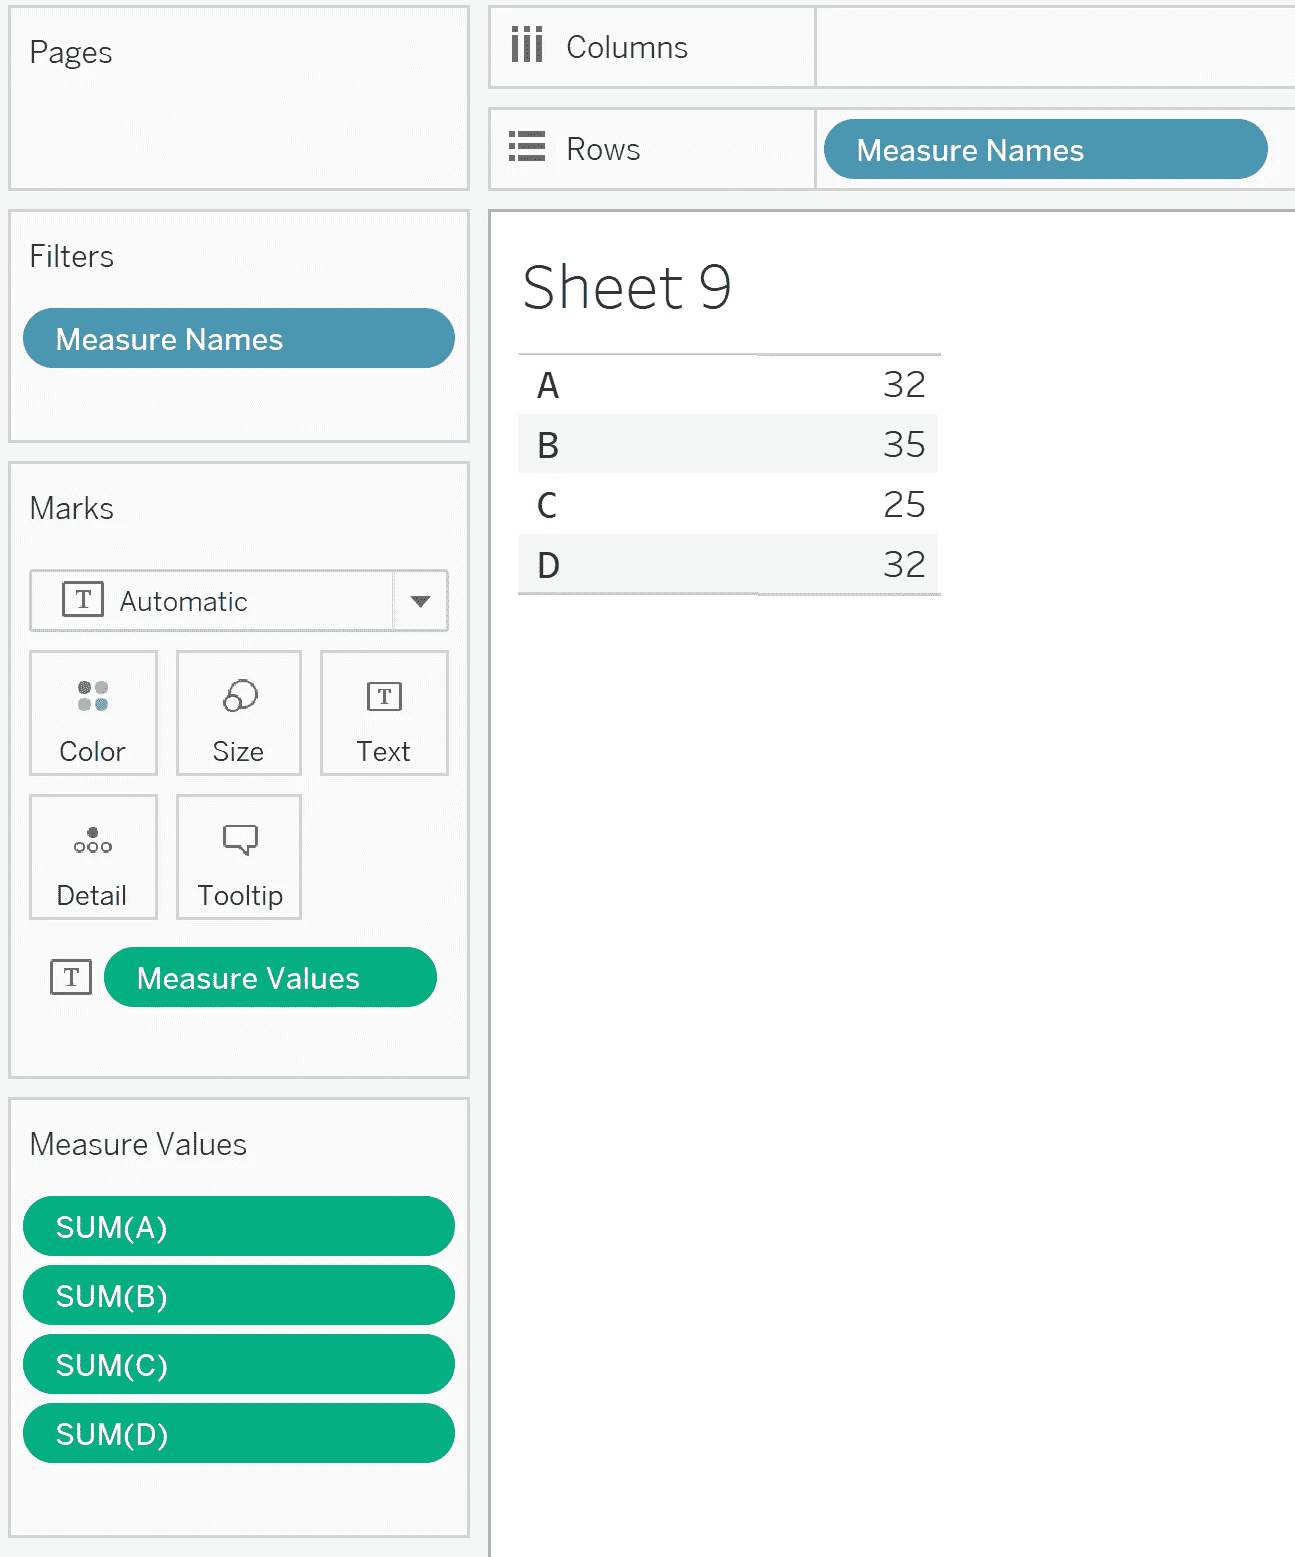 Pages
Columns
Rows
Measure Names
Filters
Measure Names
Sheet 9
A 32
B 35
C 25
D 32
Marks
T Automatic
Color Size T Text
Detail Tooltip
T Measure Values
Measure Values
SUM(A)
SUM(B)
SUM(C)
SUM(D)